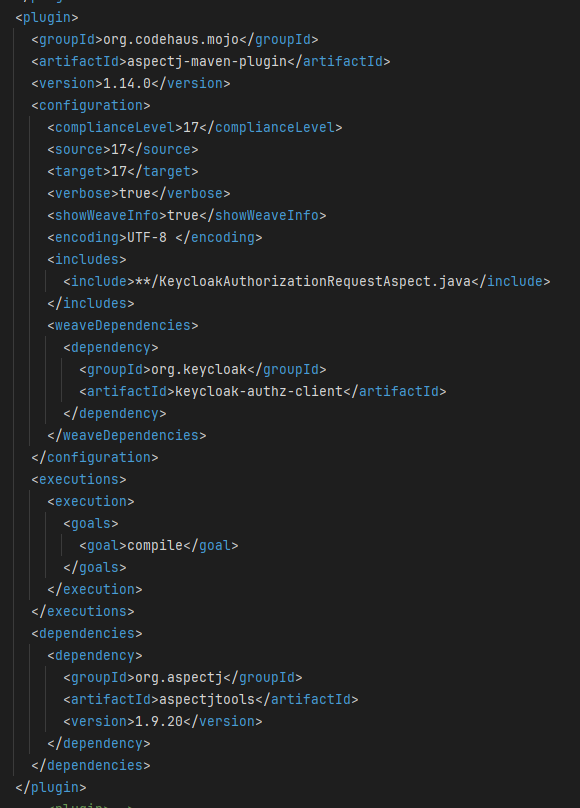 <plugin>
<groupId>org.codehaus.mojo</groupId>
<artifactId>aspectj-maven-plugin</artifactId>
<version>1.14.0</version>
<configuration>
<complianceLevel>17</complianceLevel>
<source>17</source>
<target>17</target>
<verbose>true</verbose>
<showWeaveInfo>true</showWeaveInfo>
<encoding>UTF-8 </encoding>
<includes>
<include>**/KeycloakAuthorizationRequestAspect.java</include>
</includes>
<weaveDependencies>
<dependency>
<groupId>org.keycloak</groupId>
<artifactId>keycloak-authz-client</artifactId>
</dependency>
</weaveDependencies>
</configuration>
<executions>
<execution>
<goals>
<goal>compile</goal>
</goals>
</execution>
</executions>
<dependencies>
<dependency>
<groupId>org.aspectj</groupId>
<artifactId>aspectjtools</artifactId>
<version>1.9.20</version>
</dependency>
</dependencies>
</plugin>